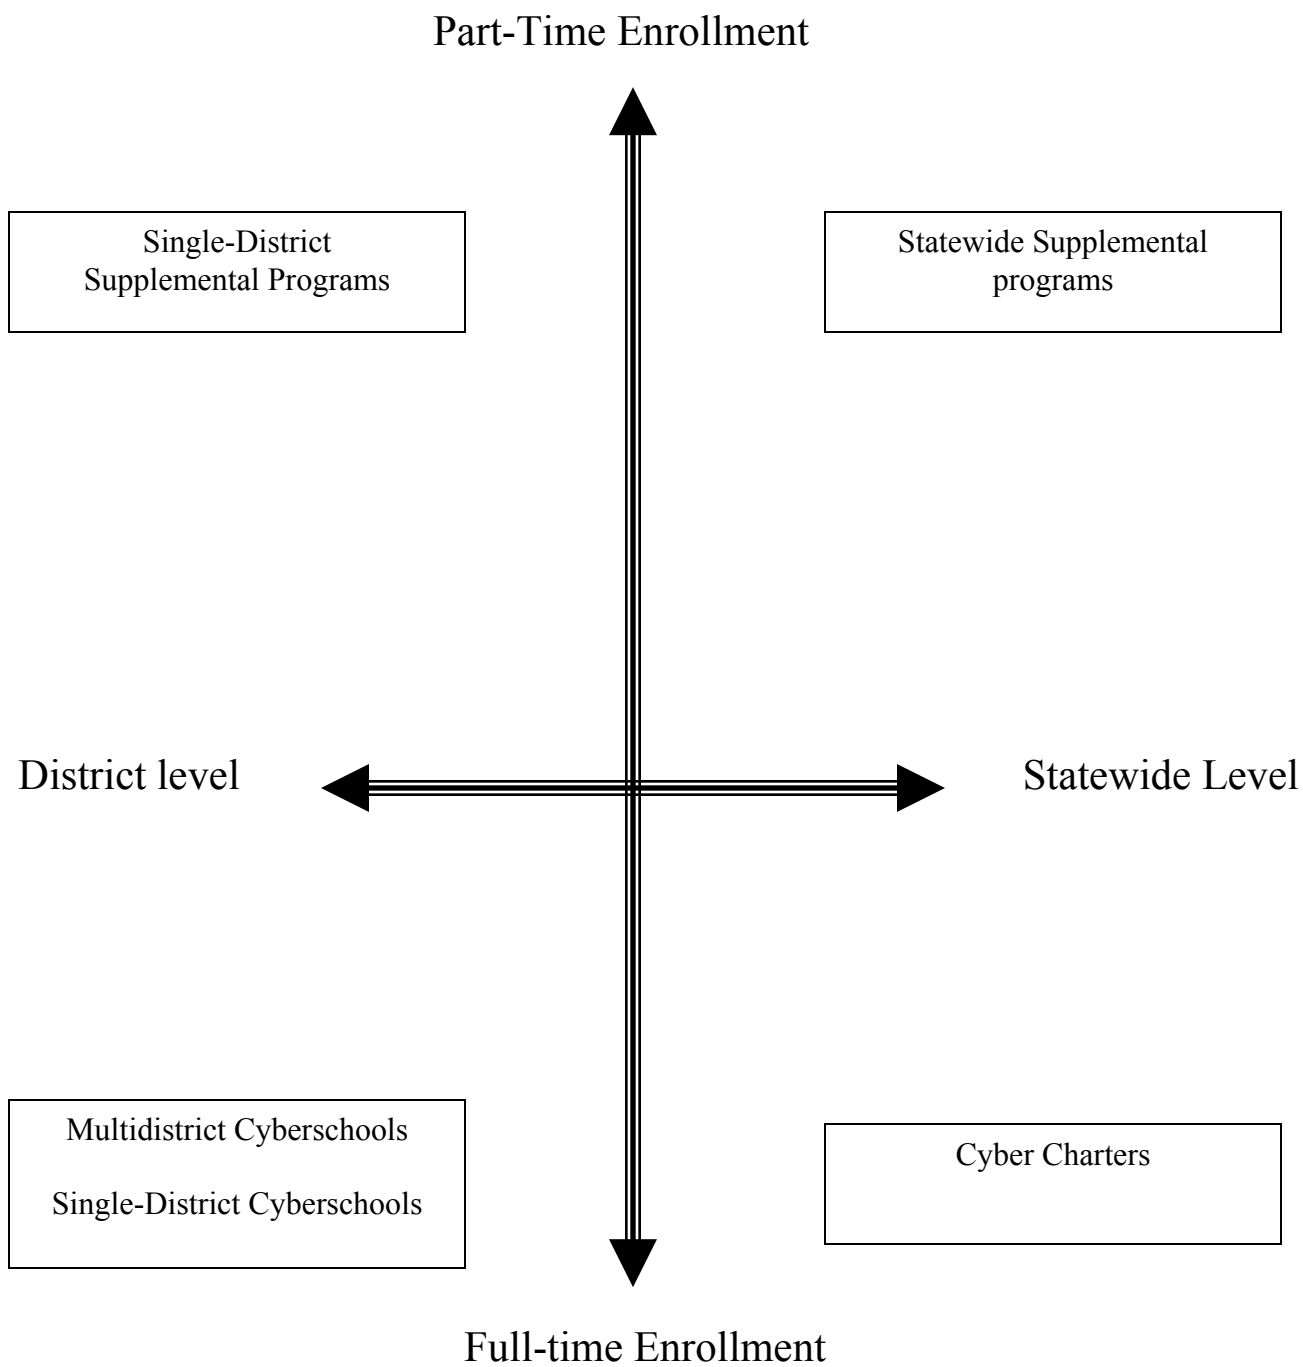 Part-Time Enrollment
Single-District
Supplemental Programs
Statewide Supplemental
programs
District level
Statewide Level
Multidistrict Cyberschools
Single-District Cyberschools
Cyber Charters
Full-time Enrollment